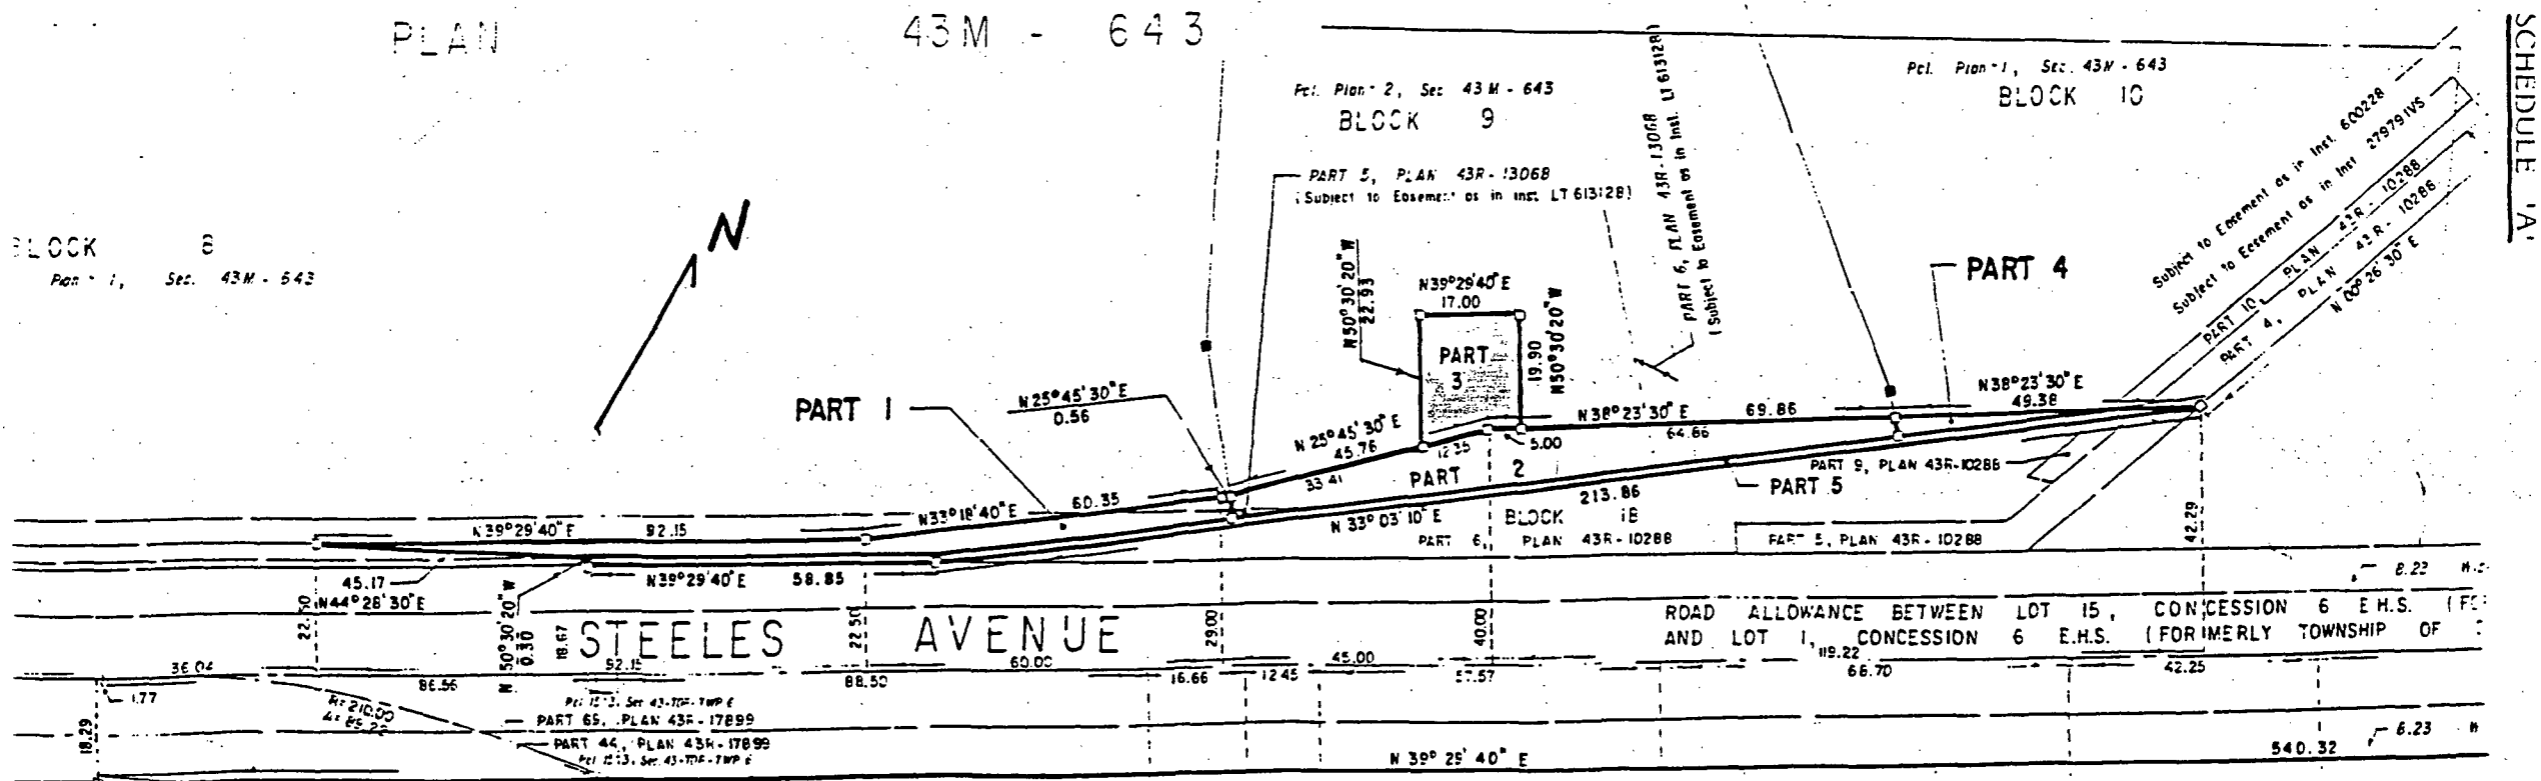 PLAN 43M - 643
SCHEDULE 'A'
Pcl. Plan-2, Sec 43M-643
BLOCK 9
Pcl. Plan-1, Sec. 43M-643
BLOCK 10
BLOCK 8
Plan-1, Sec. 43M-643
N
PART 5, PLAN 43R-13068
(Subject to Easement as in Inst. LT 613128)
PART 6, PLAN 43R-13068
(Subject to Easement as in Inst. LT 613128)
Subject to Easement as in Inst. 600228
Subject to Easement as in Inst 279791VS
PART 10, PLAN 43R-10288
PART 4, PLAN 43R-10288
N 00°26'30" E
N50°30'20"W
22.93
N39°29'40"E
17.00
PART 3
19.90
N50°30'20"W
PART 4
PART 1
N25°45'30"E
0.56
N 25°45'30"E
45.76
12.35
33.41
5.00
N38°23'30"E 69.86
64.86
N38°23'30"E
49.38
PART 2
PART 9, PLAN 43R-10288
PART 5
213.86
N 33°03'10"E
BLOCK 18
PART 6, PLAN 43R-10288
PART 5, PLAN 43R-10288
42.29
N39°29'40"E 92.15
N33°18'40"E 60.35
45.17
N44°28'30"E
N39°29'40"E 58.85
N 50°30'20"W
0.30
22.50
18.67
22.50
29.00
40.00
STEELES AVENUE
ROAD ALLOWANCE BETWEEN LOT 15, CONCESSION 6 E.H.S.
AND LOT 1, CONCESSION 6 E.H.S. (FORMERLY TOWNSHIP OF
8.23
36.04
1.77
86.56
52.15
88.50
60.00
16.66
12.45
45.00
57.57
119.22
68.70
42.25
18.29
R=210.00
PART 65, PLAN 43R-17899
PART 44, PLAN 43R-17899
N 39° 29' 40" E
540.32
8.23